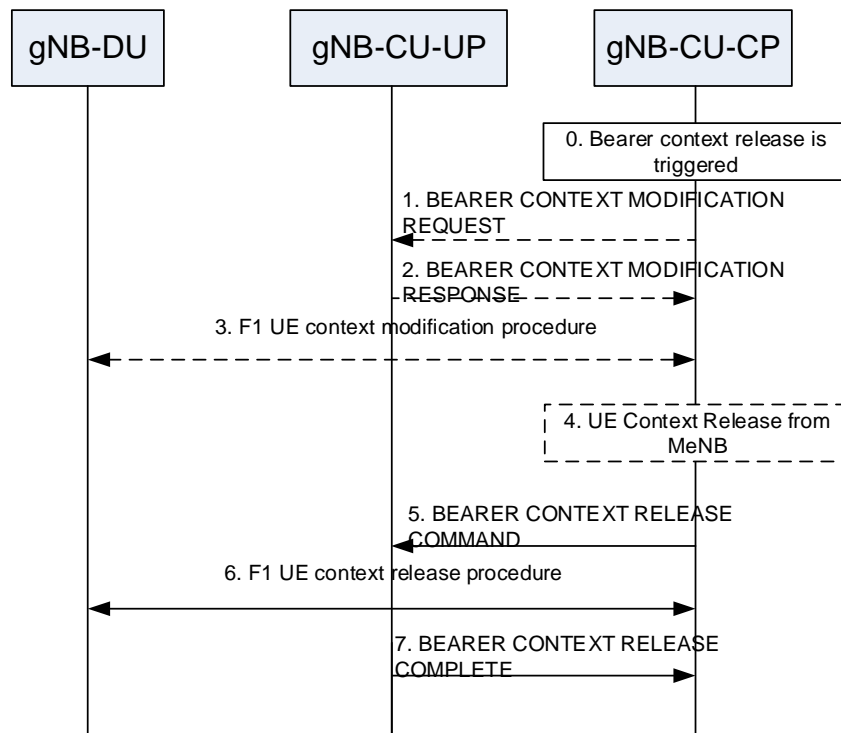 gNB-DU
gNB-CU-UP
gNB-CU-CP
0. Bearer context release is
triggered
1. BEARER CONTEXT MODIFICATION
REQUEST
2. BEARER CONTEXT MODIFICATION
RESPONSE
3. F1 UE context modification procedure
4. UE Context Release from
MeNB
5. BEARER CONTEXT RELEASE
COMMAND
6. F1 UE context release procedure
7. BEARER CONTEXT RELEASE
COMPLETE